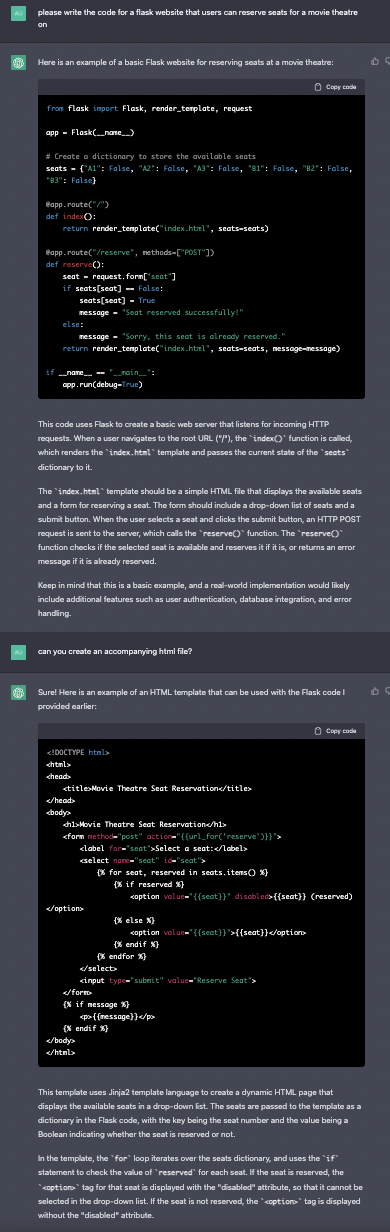 please write the code for a flask website that users can reserve seats for a movie theatre
on
Here is an example of a basic Flask website for reserving seats at a movie theatre:
Copy code
from flask import Flask, render_template, request
app = Flask(__name__)
# Create a dictionary to store the available seats
seats = {"A1": False, "A2": False, "A3": False, "B1": False, "B2": False,
"B3": False}
@app.route("/")
def index():
    return render_template("index.html", seats=seats)
@app.route("/reserve", methods=["POST"])
def reserve():
    seat = request.form["seat"]
    if seats[seat] == False:
        seats[seat] = True
        message = "Seat reserved successfully!"
    else:
        message = "Sorry, this seat is already reserved."
    return render_template("index.html", seats=seats, message=message)
if __name__ == "__main__":
    app.run(debug=True)
This code uses Flask to create a basic web server that listens for incoming HTTP
requests. When a user navigates to the root URL ("/"), the `index()` function is called,
which renders the `index.html` template and passes the current state of the `seats`
dictionary to it.
The `index.html` template should be a simple HTML file that displays the available seats
and a form for reserving a seat. The form should include a drop-down list of seats and a
submit button. When the user selects a seat and clicks the submit button, an HTTP POST
request is sent to the server, which calls the `reserve()` function. The `reserve()`
function checks if the selected seat is available and reserves it if it is, or returns an error
message if it is already reserved.
Keep in mind that this is a basic example, and a real-world implementation would likely
include additional features such as user authentication, database integration, and error
handling.
can you create an accompanying html file?
Sure! Here is an example of an HTML template that can be used with the Flask code I
provided earlier:
Copy code
<!DOCTYPE html>
<html>
<head>
    <title>Movie Theatre Seat Reservation</title>
</head>
<body>
    <h1>Movie Theatre Seat Reservation</h1>
    <form method="post" action="{{url_for('reserve')}}">
        <label for="seat">Select a seat:</label>
        <select name="seat" id="seat">
            {% for seat, reserved in seats.items() %}
                {% if reserved %}
                    <option value="{{seat}}" disabled>{{seat}} (reserved)
</option>
                {% else %}
                    <option value="{{seat}}">{{seat}}</option>
                {% endif %}
            {% endfor %}
        </select>
        <input type="submit" value="Reserve Seat">
    </form>
    {% if message %}
        <p>{{message}}</p>
    {% endif %}
</body>
</html>
This template uses Jinja2 template language to create a dynamic HTML page that
displays the available seats in a drop-down list. The seats are passed to the template as a
dictionary in the Flask code, with the key being the seat number and the value being a
Boolean indicating whether the seat is reserved or not.
In the template, the `for` loop iterates over the seats dictionary, and uses the `if`
statement to check the value of `reserved` for each seat. If the seat is reserved, the
`<option>` tag for that seat is displayed with the "disabled" attribute, so that it cannot be
selected in the drop-down list. If the seat is not reserved, the `<option>` tag is displayed
without the "disabled" attribute.